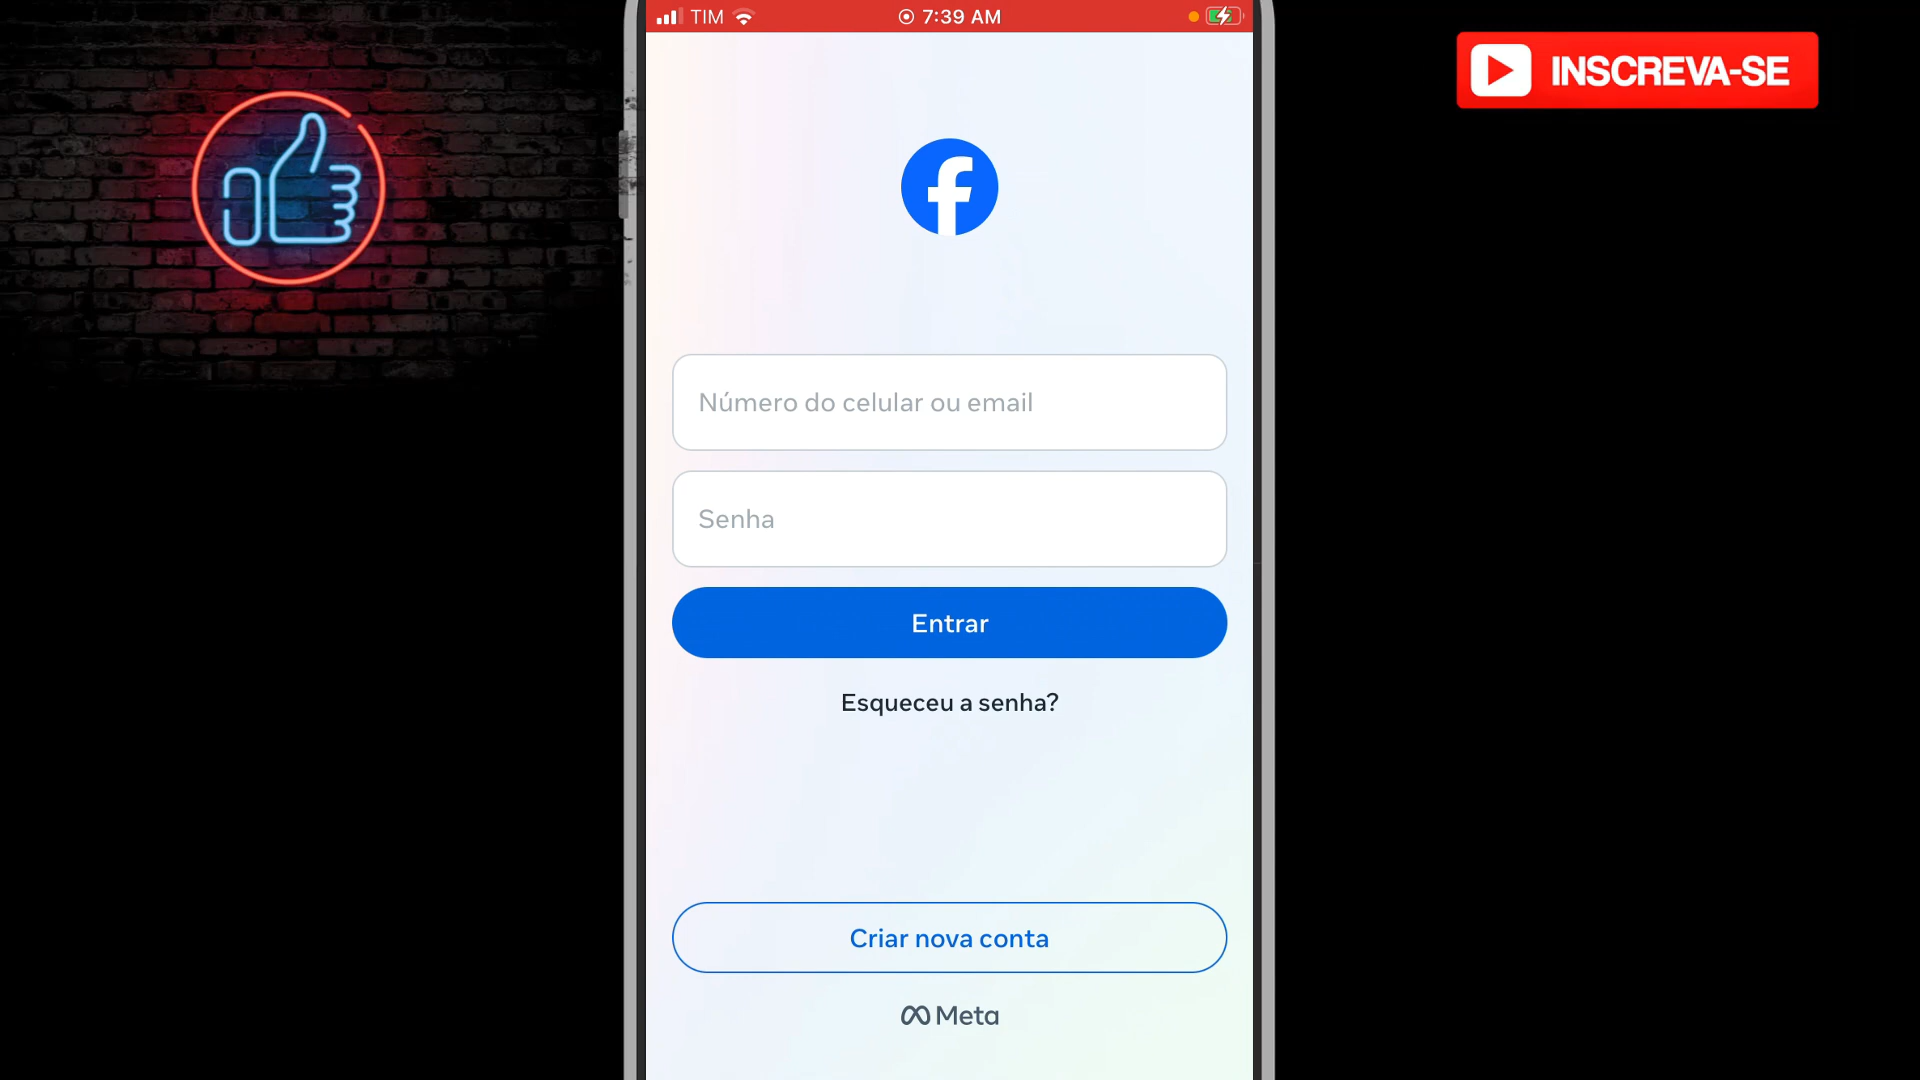 TIM 7:39 AM
INSCREVA-SE
Número do celular ou email
Senha
Entrar
Esqueceu a senha?
Criar nova conta
Meta